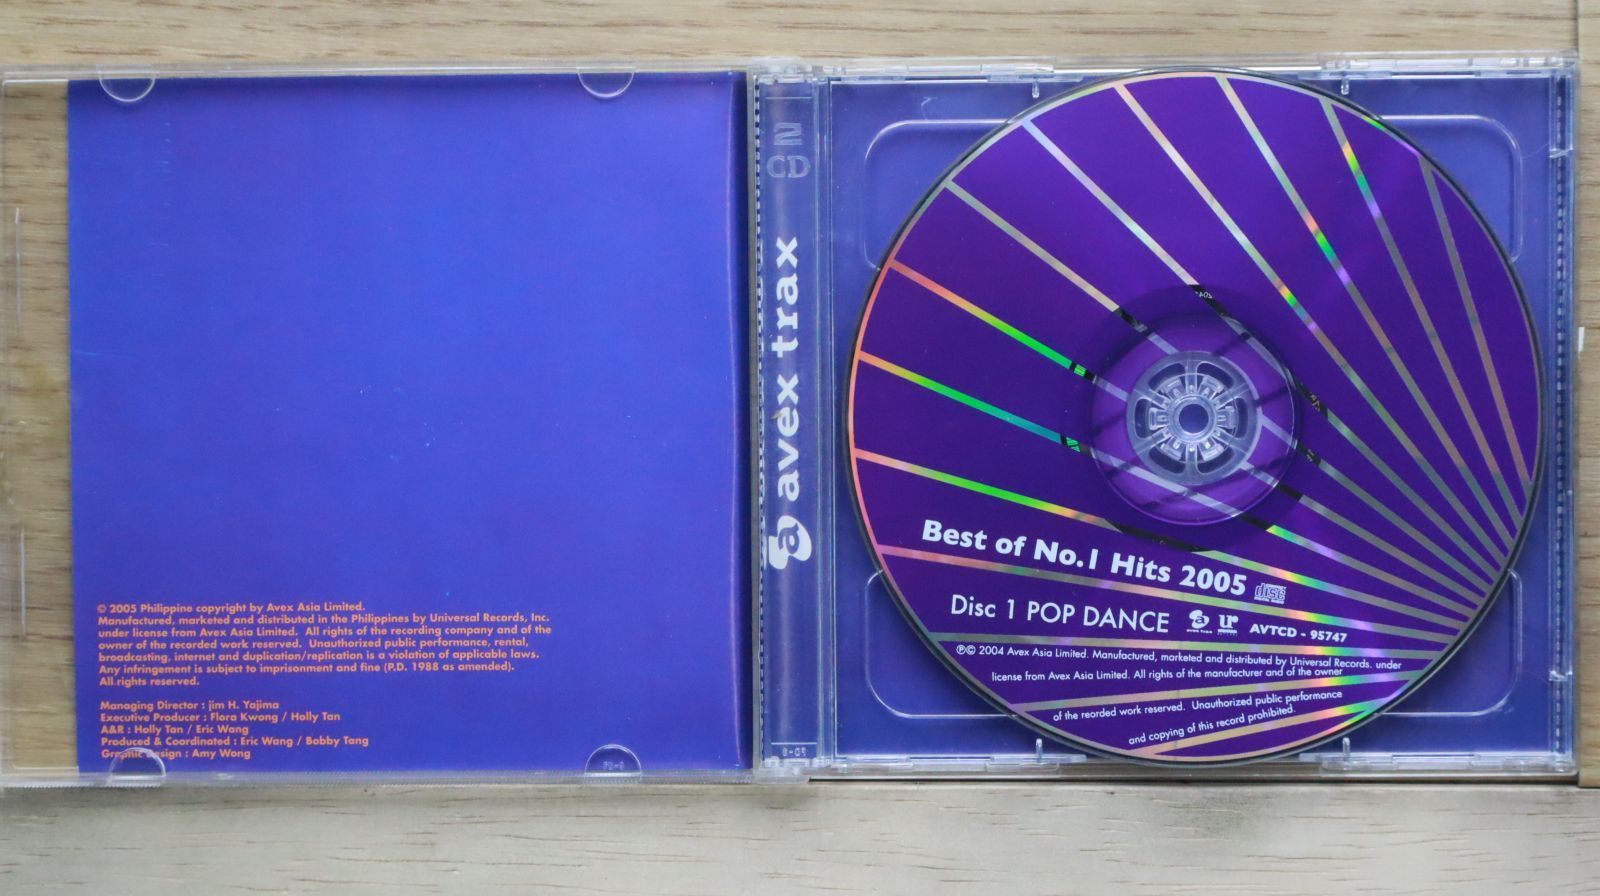 © 2005 Philippine copyright by Avex Asia Limited.
Manufactured, marketed and distributed in the Philippines by Universal Records, Inc.
under license from Avex Asia Limited. All rights of the recording company and of the
owner of the recorded work reserved. Unauthorized public performance, rental,
broadcasting, internet and duplication/replication is a violation of applicable laws.
Any infringement is subject to imprisonment and fine (P.D. 1988 as amended).
All rights reserved.
Managing Director : jim H. Yajima
Executive Producer : Flora Kwong / Holly Tan
A&R : Holly Tan / Eric Wang
Produced & Coordinated : Eric Wang / Bobby Tang
Graphic Design : Amy Wong
2
CD
a avex trax
Best of No.1 Hits 2005
disc
Disc 1 POP DANCE
ur
AVTCD - 95747
℗© 2004 Avex Asia Limited. Manufactured, marketed and distributed by Universal Records. under
license from Avex Asia Limited. All rights of the manufacturer and of the owner
of the reorded work reserved. Unauthorized public performance
and copying of this record prohibited.